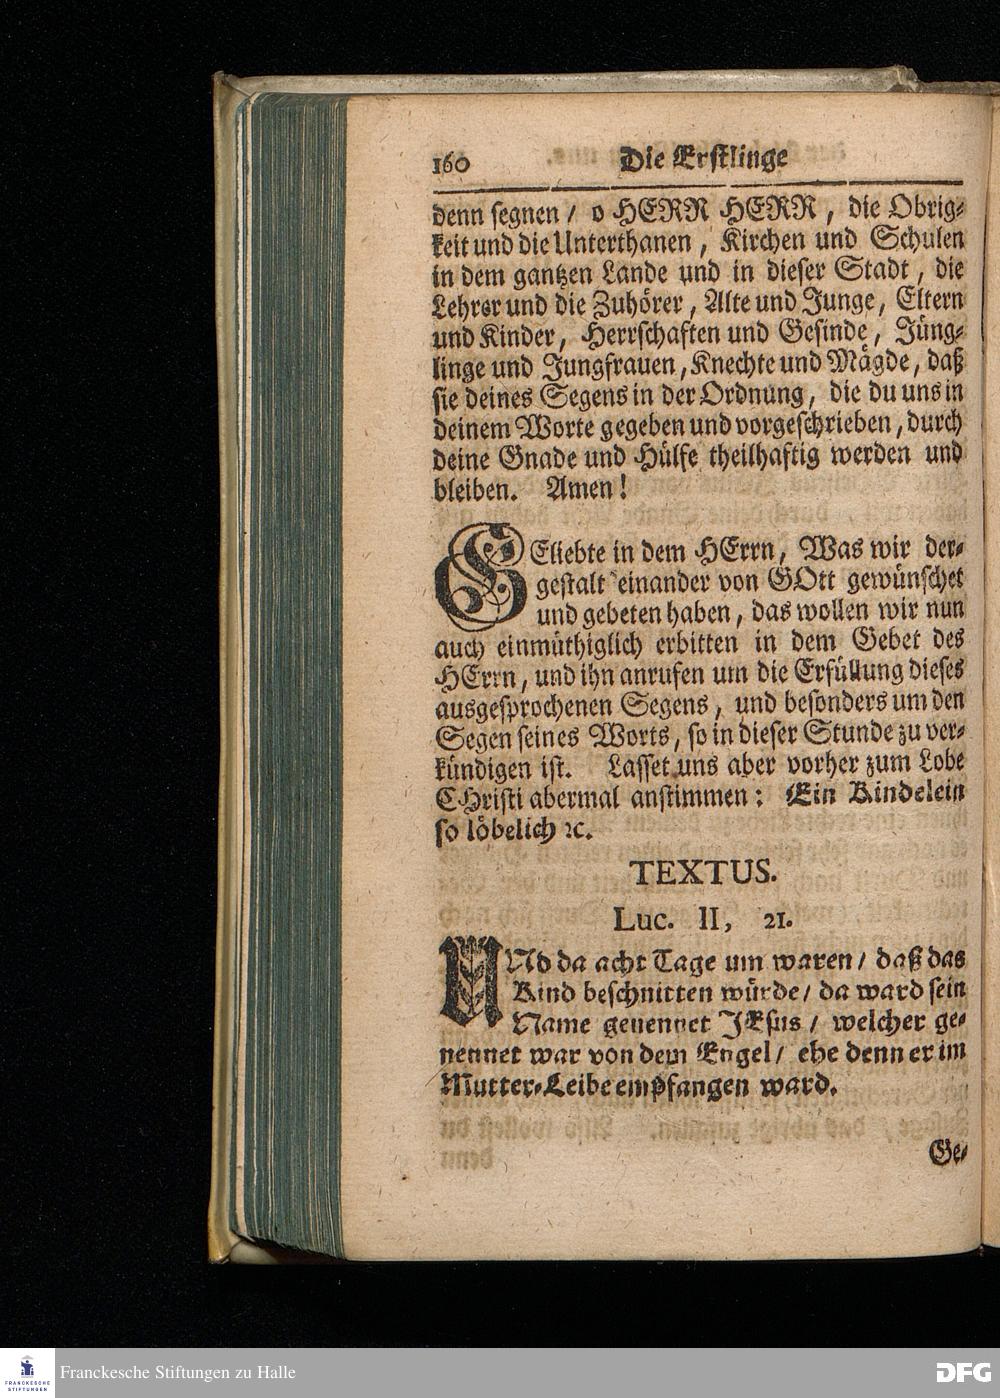 160 Die Erstlinge
denn segnen / o HERR HERR, die Obrig-
keit und die Unterthanen, Kirchen und Schulen
in dem gantzen Lande und in dieser Stadt, die
Lehrer und die Zuhörer, Alte und Junge, Eltern
und Kinder, Herrschaften und Gesinde, Jüng-
linge und Jungfrauen, Knechte und Mägde, daß
sie deines Segens in der Ordnung, die du uns in
deinem Worte gegeben und vorgeschrieben, durch
deine Gnade und Hülfe theilhaftig werden und
bleiben. Amen!
GEliebte in dem HErrn, Was wir der-
gestalt einander von GOtt gewünschet
und gebeten haben, das wollen wir nun
auch einmüthiglich erbitten in dem Gebet des
HErrn, und ihn anrufen um die Erfüllung dieses
ausgesprochenen Segens, und besonders um den
Segen seines Worts, so in dieser Stunde zu ver-
kündigen ist. Lasset uns aber vorher zum Lobe
CHristi abermal anstimmen: Ein Kindelein
so löbelich ꝛc.
TEXTUS.
Luc. II, 21.
UNd da acht Tage um waren / daß das
Kind beschnitten würde / da ward sein
Name genennet JEsus / welcher ge-
nennet war von dem Engel / ehe denn er im
Mutter-Leibe empfangen ward.
Ge-
FRANCKESCHE
STIFTUNGEN
Franckesche Stiftungen zu Halle
DFG